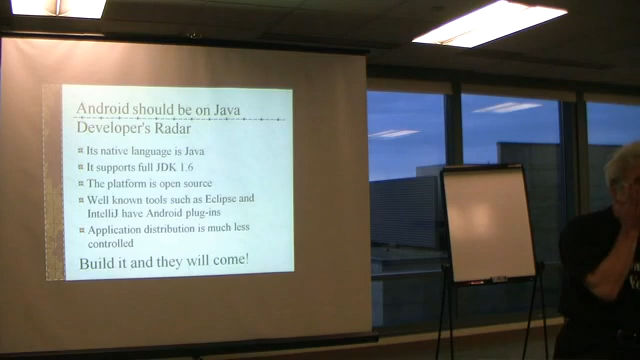 Android should be on Java
Developer's Radar
Its native language is Java
It supports full JDK 1.6
The platform is open source
Well known tools such as Eclipse and
IntelliJ have Android plug-ins
Application distribution is much less
controlled
Build it and they will come!